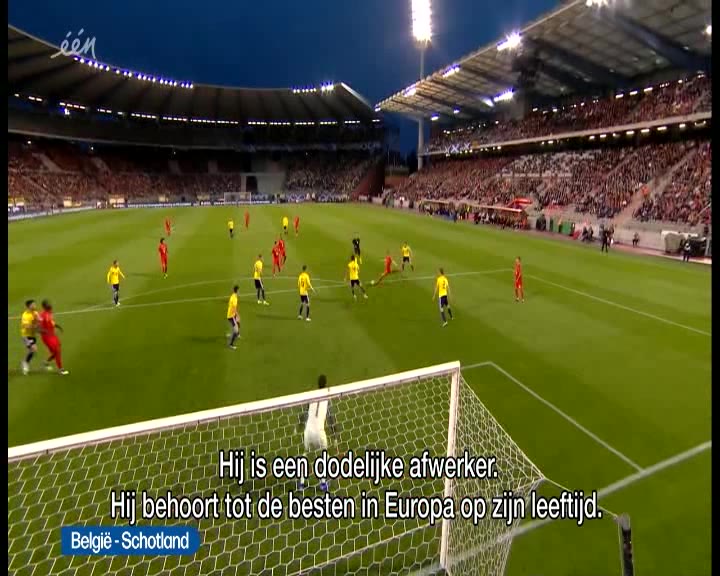 één
Hij is een dodelijke afwerker.
Hij behoort tot de besten in Europa op zijn leeftijd.
België - Schotland